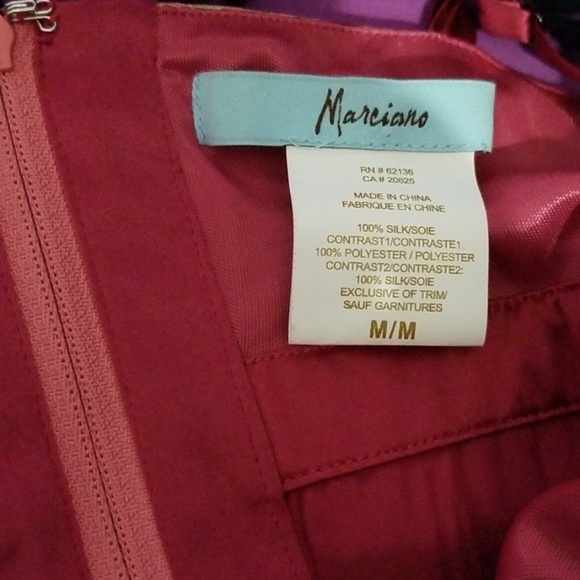 Marciano
RN # 62136
CA # 20625
MADE IN CHINA
FABRIQUE EN CHINE
100% SILK/SOIE
CONTRAST1/CONTRASTE1:
100% POLYESTER / POLYESTER
CONTRAST2/CONTRASTE2:
100% SILK/SOIE
EXCLUSIVE OF TRIM/
SAUF GARNITURES
M/M